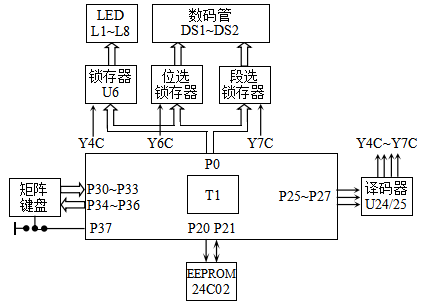 LED
L1~L8
数码管
DS1~DS2
锁存器
U6
位选
锁存器
段选
锁存器
Y4C
Y6C
Y7C
Y4C~Y7C
P0
T1
矩阵
键盘
P30~P33
P34~P36
P37
P25~P27
译码器
U24/25
P20 P21
EEPROM
24C02